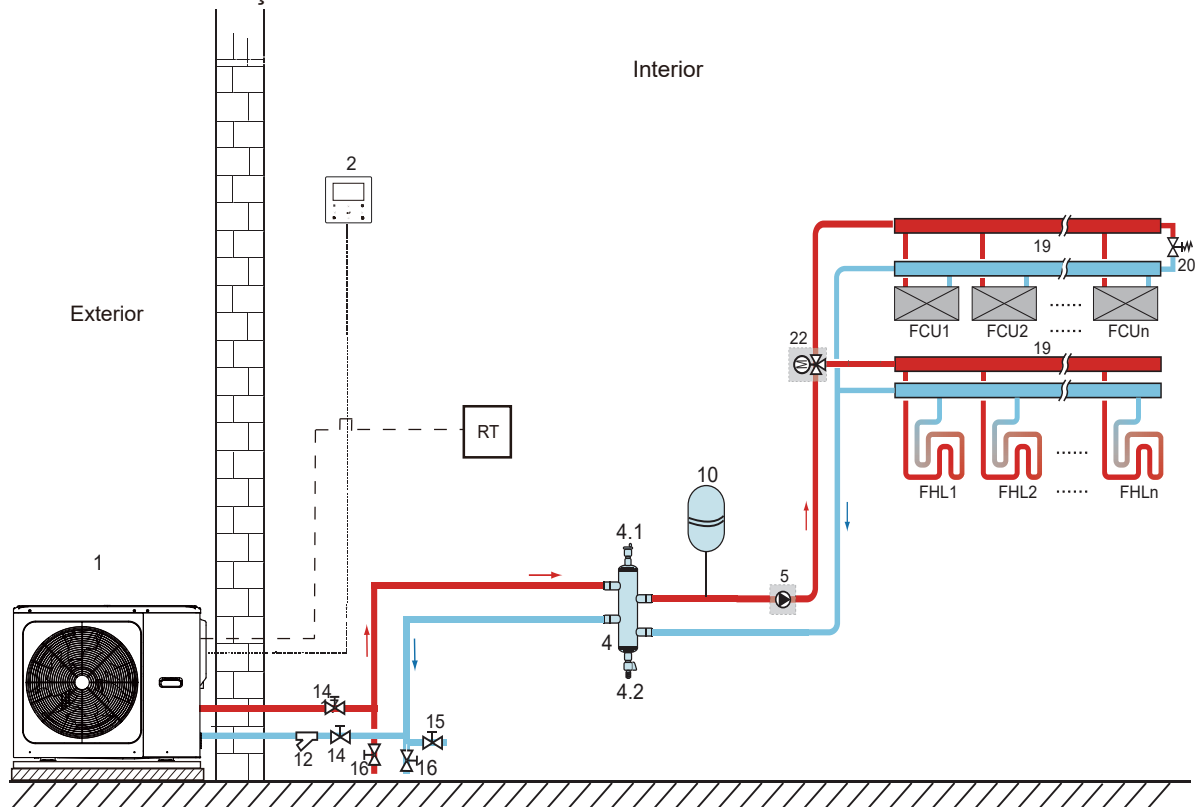 Interior
2
Exterior
19
20
FCU1 FCU2 ...... FCUn
......
22
19
RT
FHL1 FHL2 ...... FHLn
......
10
4.1
5
1
4
4.2
14
15
12 14 16 16